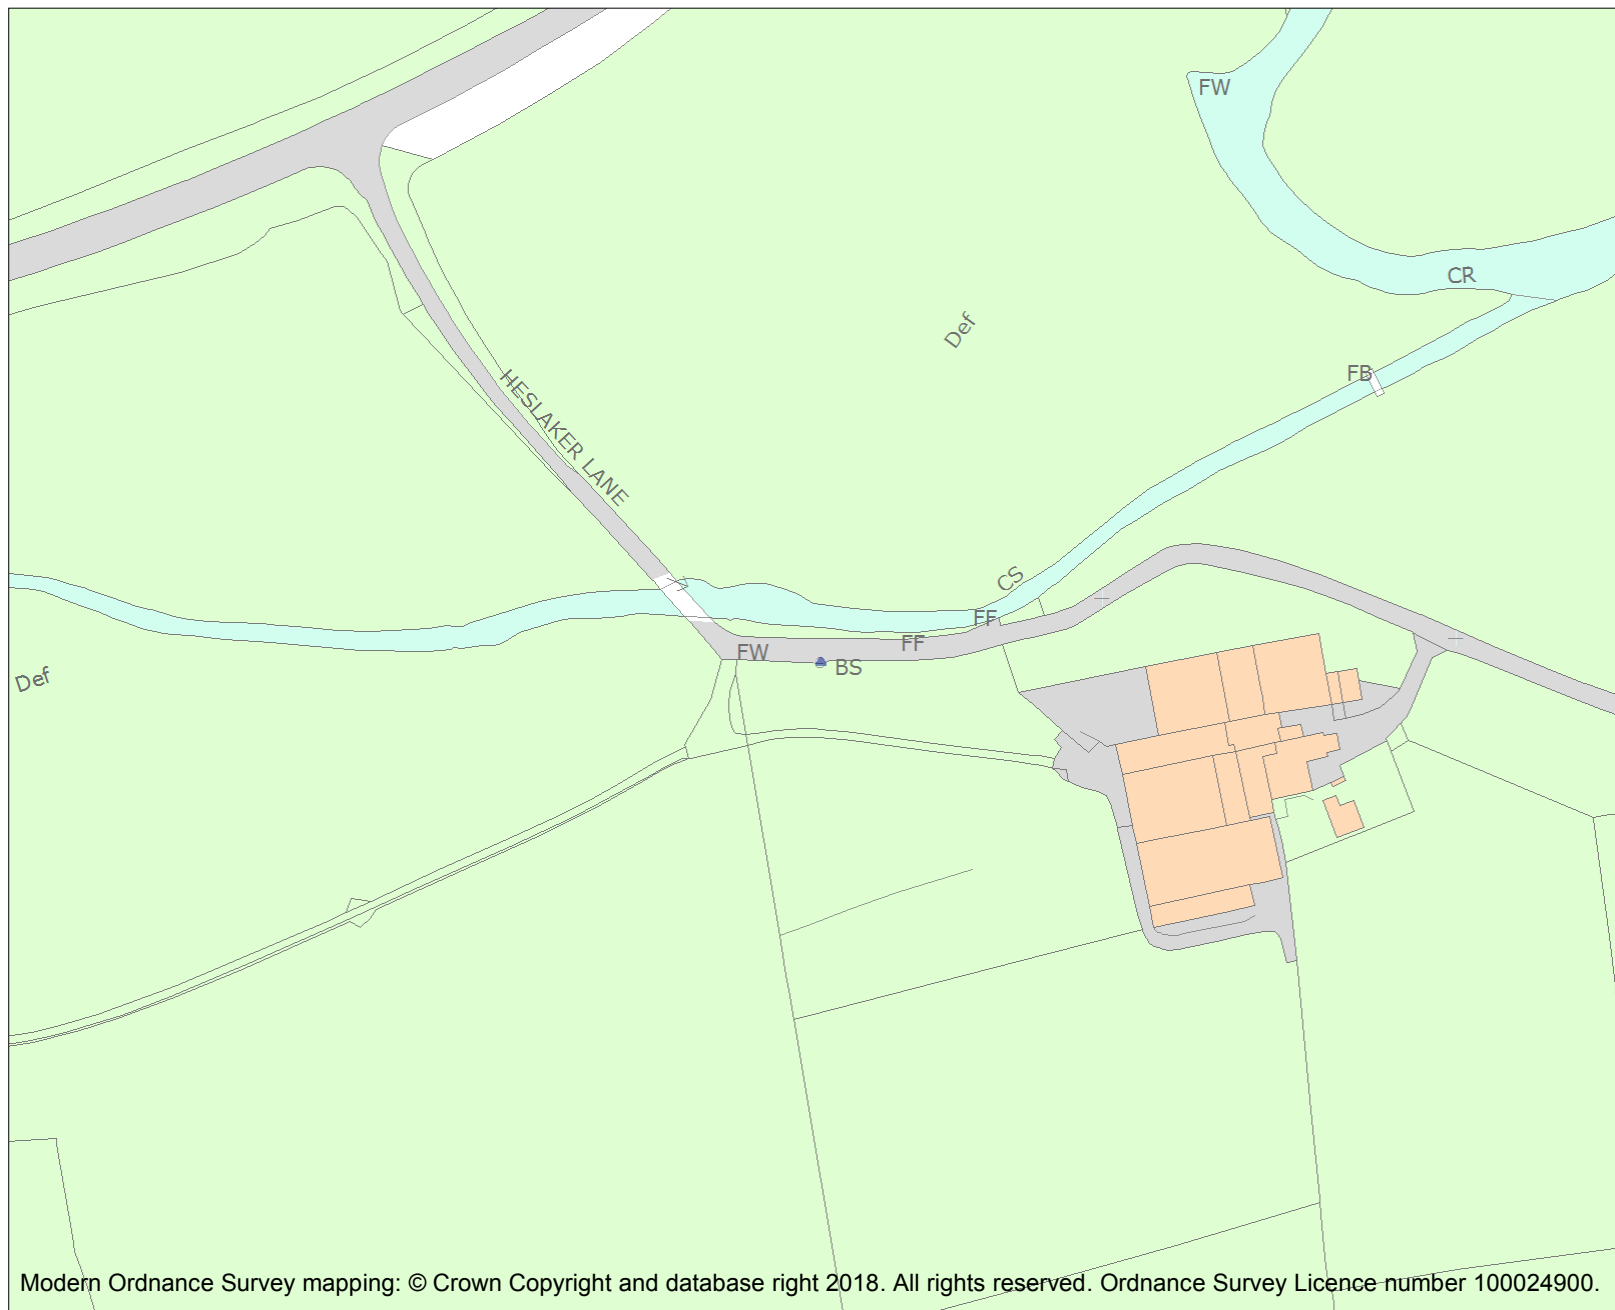 FW
CR
Def
FB
HESLAKER LANE
CS
FF
FF
FW
BS
Def
Modern Ordnance Survey mapping: © Crown Copyright and database right 2018. All rights reserved. Ordnance Survey Licence number 100024900.